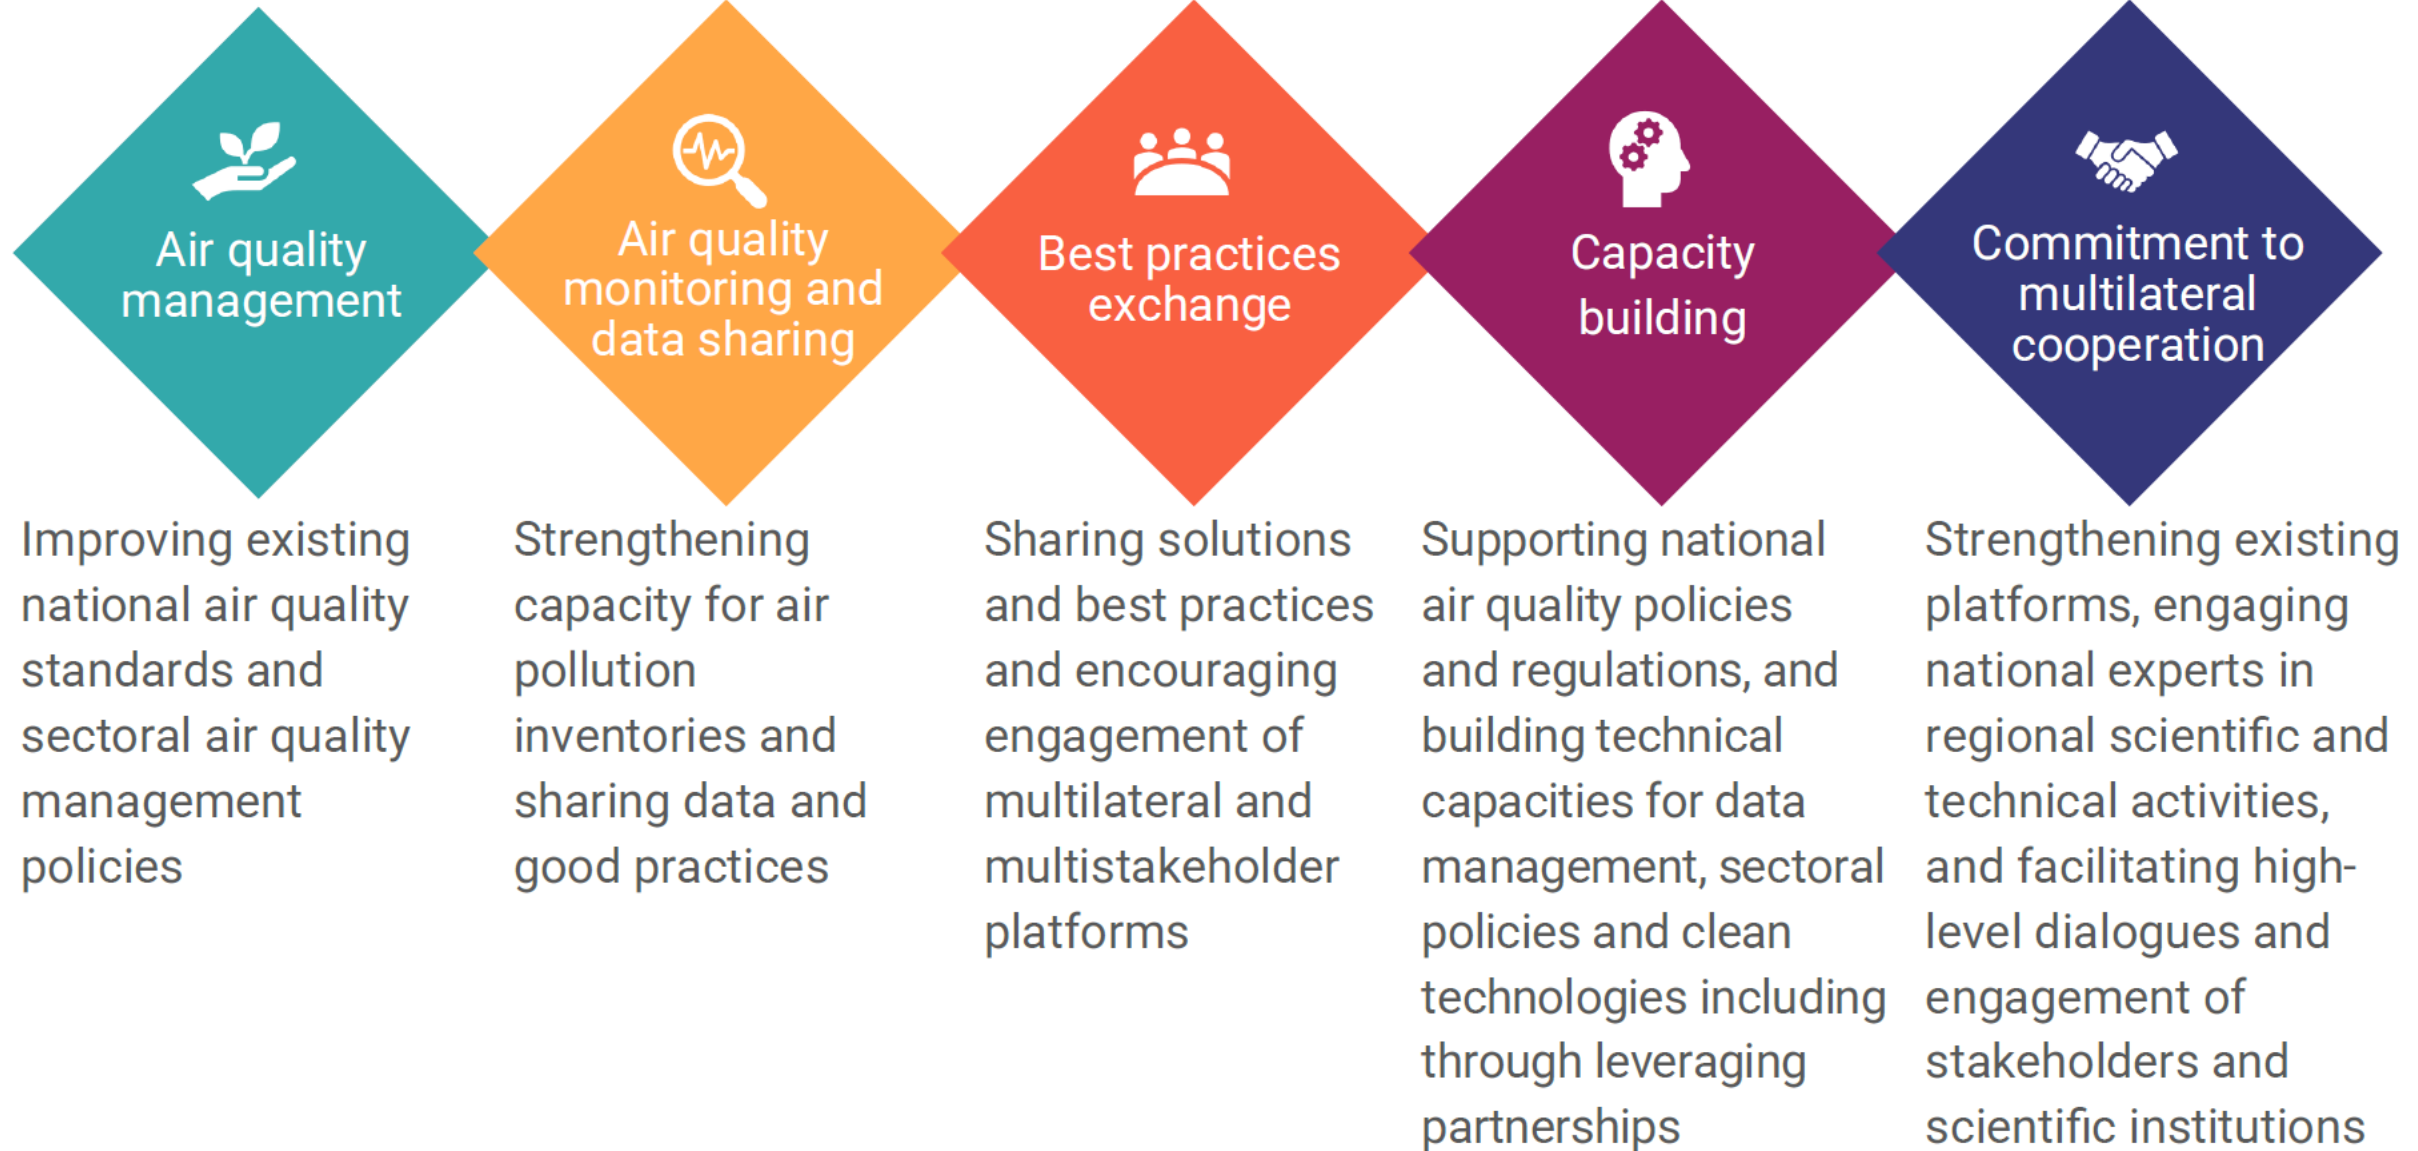 Air quality
management
Improving existing
national air quality
standards and
sectoral air quality
management
policies
Air quality
monitoring and
data sharing
Strengthening
capacity for air
pollution
inventories and
sharing data and
good practices
Best practices
exchange
Sharing solutions
and best practices
and encouraging
engagement of
multilateral and
multistakeholder
platforms
Capacity
building
Supporting national
air quality policies
and regulations, and
building technical
capacities for data
management, sectoral
policies and clean
technologies including
through leveraging
partnerships
Commitment to
multilateral
cooperation
Strengthening existing
platforms, engaging
national experts in
regional scientific and
technical activities,
and facilitating high-
level dialogues and
engagement of
stakeholders and
scientific institutions